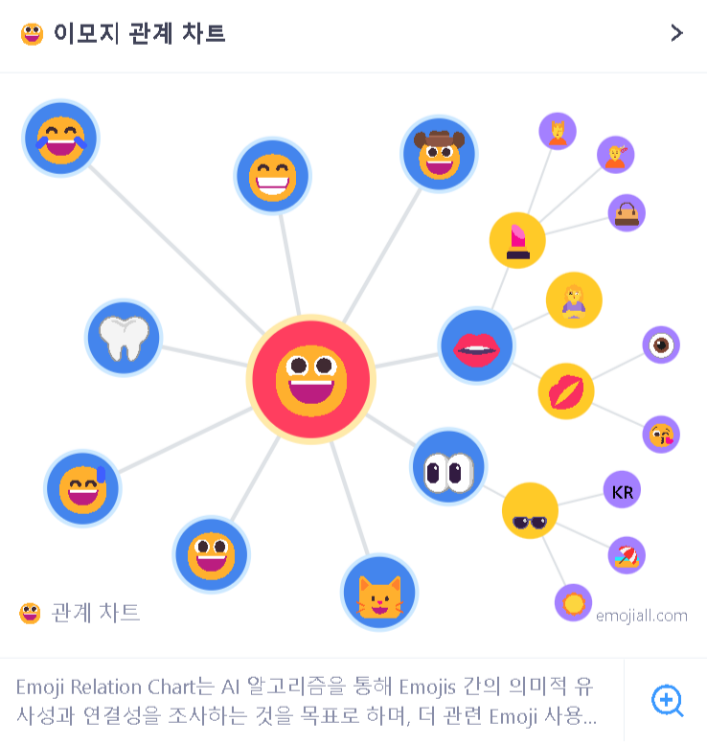 이모지 관계 차트
KR
관계 차트
emojiall.com
Emoji Relation Chart는 AI 알고리즘을 통해 Emojis 간의 의미적 유
사성과 연결성을 조사하는 것을 목표로 하며, 더 관련 Emoji 사용...